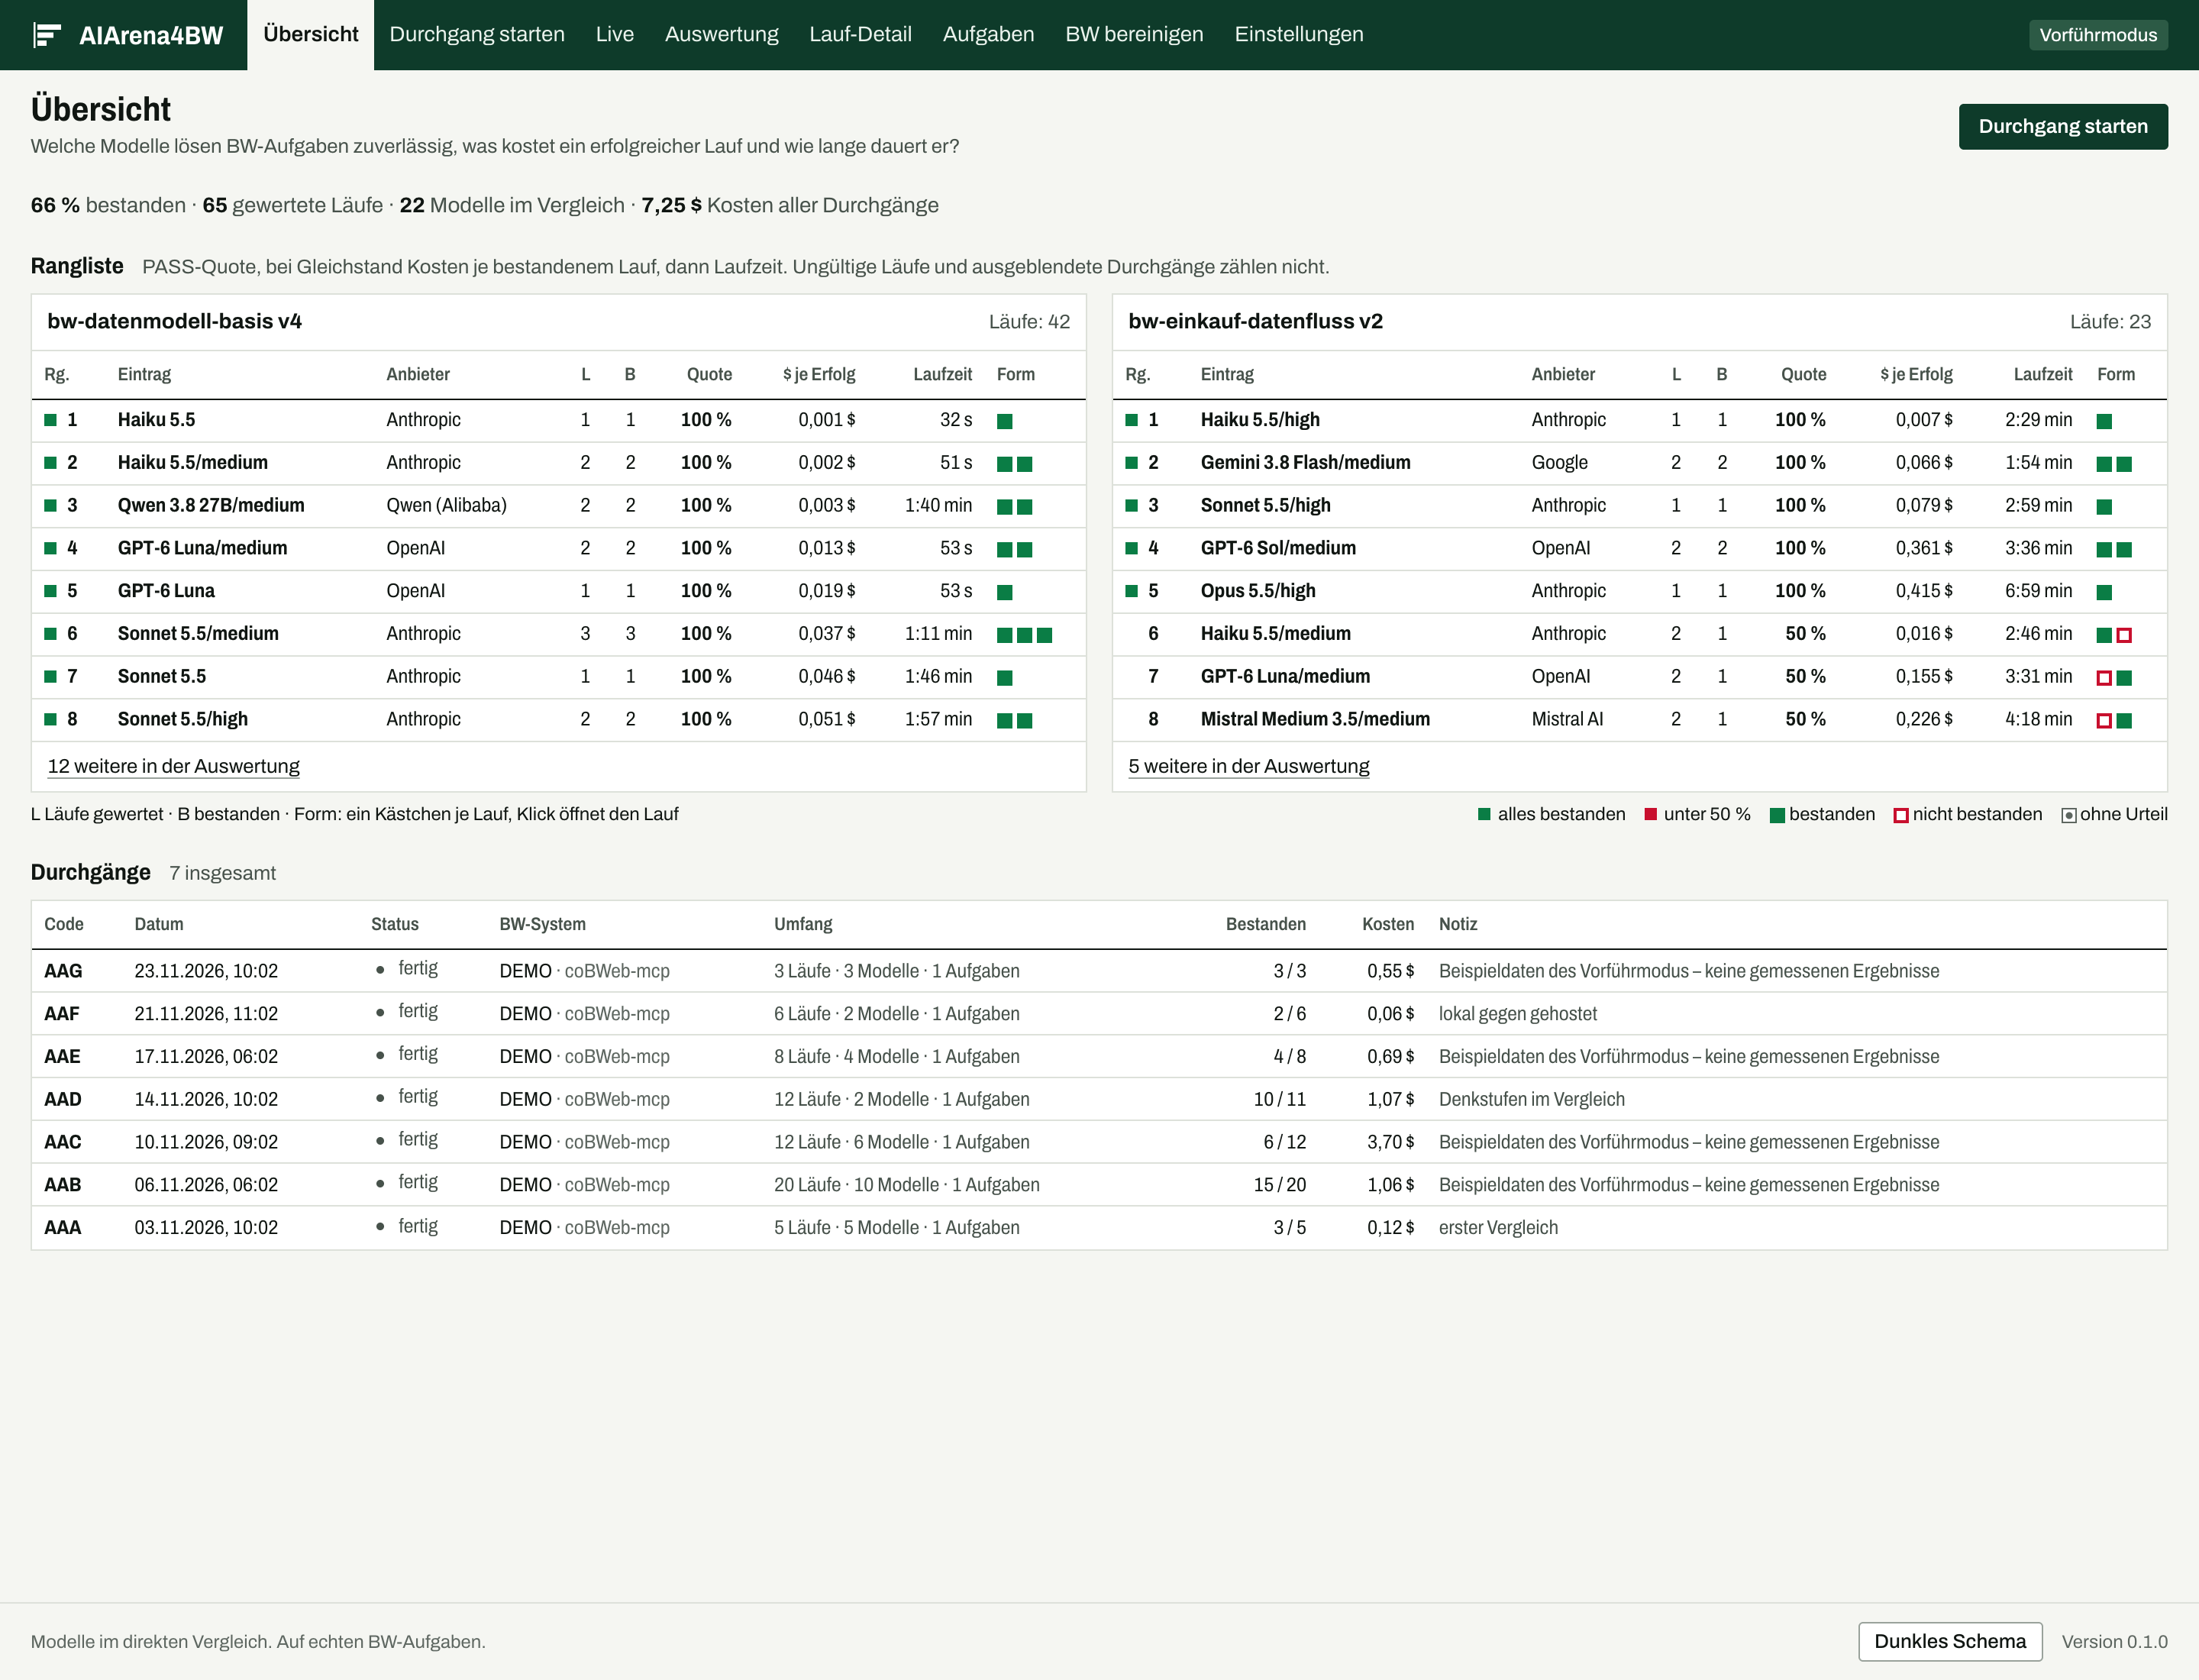 AIArena4BW Übersicht Durchgang starten Live Auswertung Lauf-Detail Aufgaben BW bereinigen Einstellungen Vorführmodus
Übersicht
Durchgang starten
Welche Modelle lösen BW-Aufgaben zuverlässig, was kostet ein erfolgreicher Lauf und wie lange dauert er?
66 % bestanden · 65 gewertete Läufe · 22 Modelle im Vergleich · 7,25 $ Kosten aller Durchgänge
Rangliste PASS-Quote, bei Gleichstand Kosten je bestandenem Lauf, dann Laufzeit. Ungültige Läufe und ausgeblendete Durchgänge zählen nicht.
bw-datenmodell-basis v4 Läufe: 42
Rg. Eintrag Anbieter L B Quote $ je Erfolg Laufzeit Form
1 Haiku 5.5 Anthropic 1 1 100 % 0,001 $ 32 s
2 Haiku 5.5/medium Anthropic 2 2 100 % 0,002 $ 51 s
3 Qwen 3.8 27B/medium Qwen (Alibaba) 2 2 100 % 0,003 $ 1:40 min
4 GPT-6 Luna/medium OpenAI 2 2 100 % 0,013 $ 53 s
5 GPT-6 Luna OpenAI 1 1 100 % 0,019 $ 53 s
6 Sonnet 5.5/medium Anthropic 3 3 100 % 0,037 $ 1:11 min
7 Sonnet 5.5 Anthropic 1 1 100 % 0,046 $ 1:46 min
8 Sonnet 5.5/high Anthropic 2 2 100 % 0,051 $ 1:57 min
12 weitere in der Auswertung
bw-einkauf-datenfluss v2 Läufe: 23
Rg. Eintrag Anbieter L B Quote $ je Erfolg Laufzeit Form
1 Haiku 5.5/high Anthropic 1 1 100 % 0,007 $ 2:29 min
2 Gemini 3.8 Flash/medium Google 2 2 100 % 0,066 $ 1:54 min
3 Sonnet 5.5/high Anthropic 1 1 100 % 0,079 $ 2:59 min
4 GPT-6 Sol/medium OpenAI 2 2 100 % 0,361 $ 3:36 min
5 Opus 5.5/high Anthropic 1 1 100 % 0,415 $ 6:59 min
6 Haiku 5.5/medium Anthropic 2 1 50 % 0,016 $ 2:46 min
7 GPT-6 Luna/medium OpenAI 2 1 50 % 0,155 $ 3:31 min
8 Mistral Medium 3.5/medium Mistral AI 2 1 50 % 0,226 $ 4:18 min
5 weitere in der Auswertung
L Läufe gewertet · B bestanden · Form: ein Kästchen je Lauf, Klick öffnet den Lauf
alles bestanden unter 50 % bestanden nicht bestanden ohne Urteil
Durchgänge 7 insgesamt
Code Datum Status BW-System Umfang Bestanden Kosten Notiz
AAG 23.11.2026, 10:02 fertig DEMO · coBWeb-mcp 3 Läufe · 3 Modelle · 1 Aufgaben 3 / 3 0,55 $ Beispieldaten des Vorführmodus – keine gemessenen Ergebnisse
AAF 21.11.2026, 11:02 fertig DEMO · coBWeb-mcp 6 Läufe · 2 Modelle · 1 Aufgaben 2 / 6 0,06 $ lokal gegen gehostet
AAE 17.11.2026, 06:02 fertig DEMO · coBWeb-mcp 8 Läufe · 4 Modelle · 1 Aufgaben 4 / 8 0,69 $ Beispieldaten des Vorführmodus – keine gemessenen Ergebnisse
AAD 14.11.2026, 10:02 fertig DEMO · coBWeb-mcp 12 Läufe · 2 Modelle · 1 Aufgaben 10 / 11 1,07 $ Denkstufen im Vergleich
AAC 10.11.2026, 09:02 fertig DEMO · coBWeb-mcp 12 Läufe · 6 Modelle · 1 Aufgaben 6 / 12 3,70 $ Beispieldaten des Vorführmodus – keine gemessenen Ergebnisse
AAB 06.11.2026, 06:02 fertig DEMO · coBWeb-mcp 20 Läufe · 10 Modelle · 1 Aufgaben 15 / 20 1,06 $ Beispieldaten des Vorführmodus – keine gemessenen Ergebnisse
AAA 03.11.2026, 10:02 fertig DEMO · coBWeb-mcp 5 Läufe · 5 Modelle · 1 Aufgaben 3 / 5 0,12 $ erster Vergleich
Modelle im direkten Vergleich. Auf echten BW-Aufgaben. Dunkles Schema Version 0.1.0